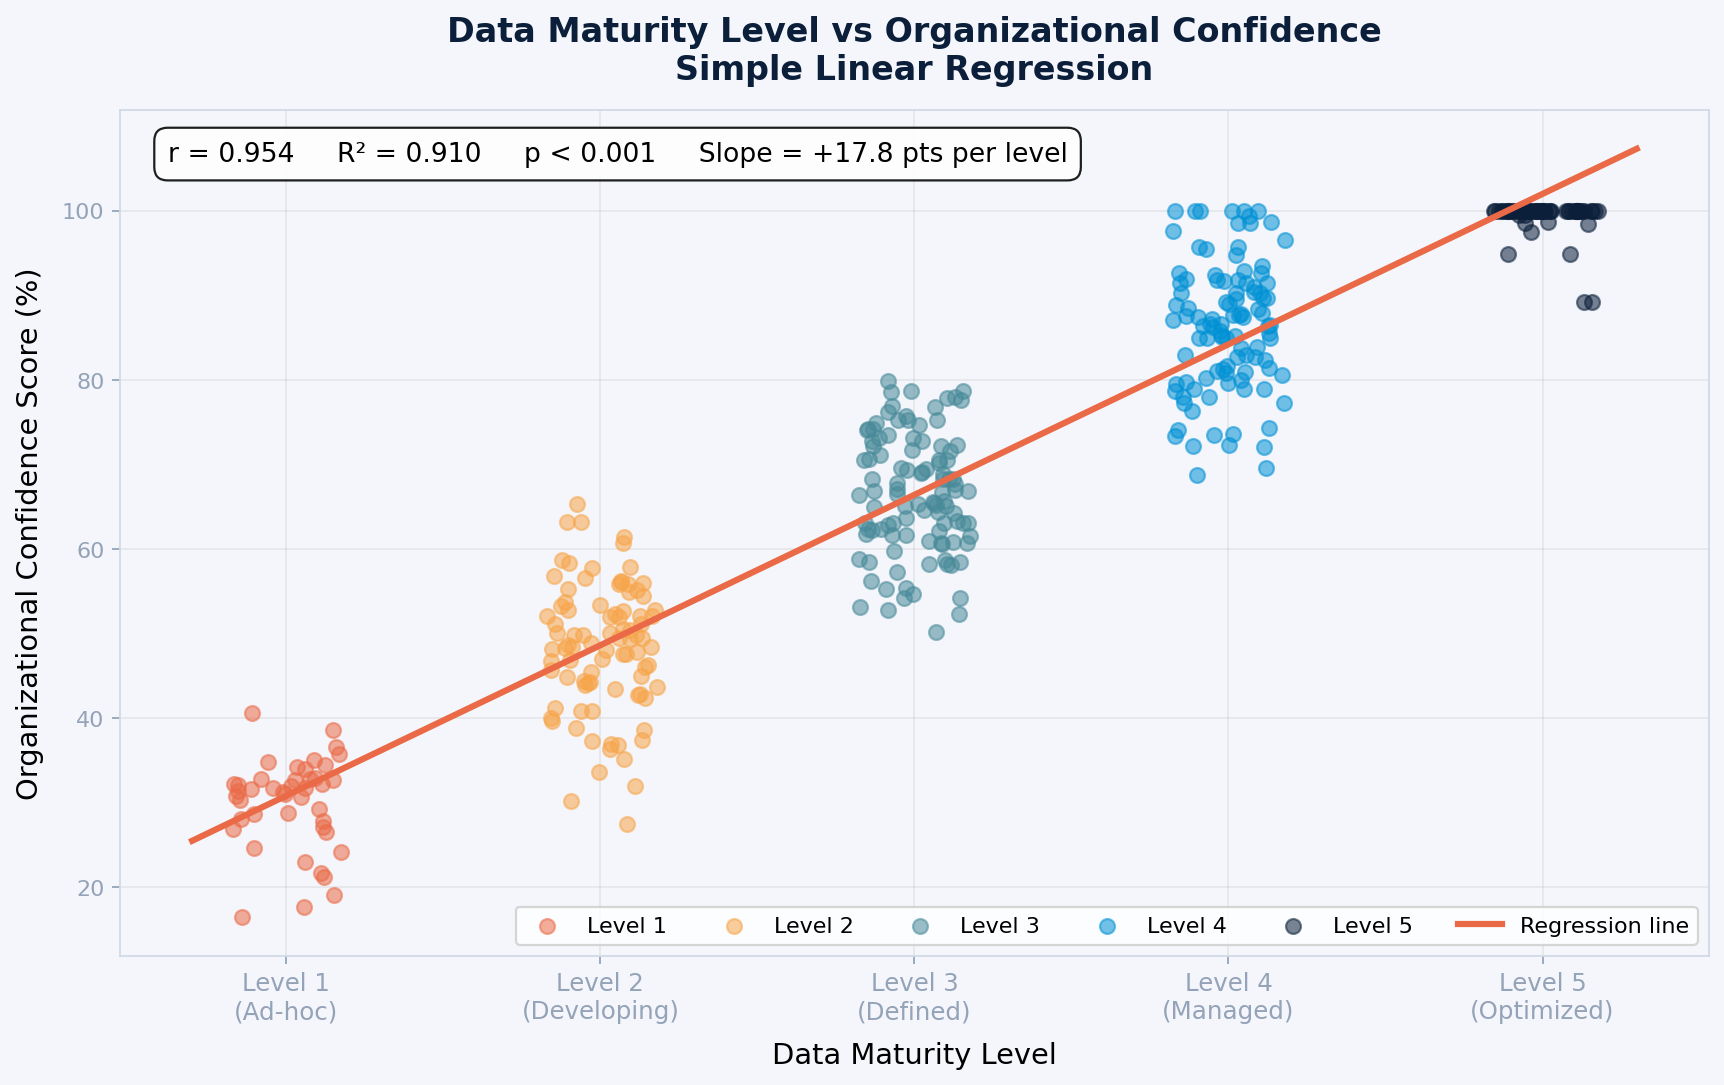 Data Maturity Level vs Organizational Confidence
Simple Linear Regression
r = 0.954 R² = 0.910 p < 0.001 Slope = +17.8 pts per level
Organizational Confidence Score (%)
100
80
60
40
20
Level 1 Level 2 Level 3 Level 4 Level 5 Regression line
Level 1 Level 2 Level 3 Level 4 Level 5
(Ad-hoc) (Developing) (Defined) (Managed) (Optimized)
Data Maturity Level